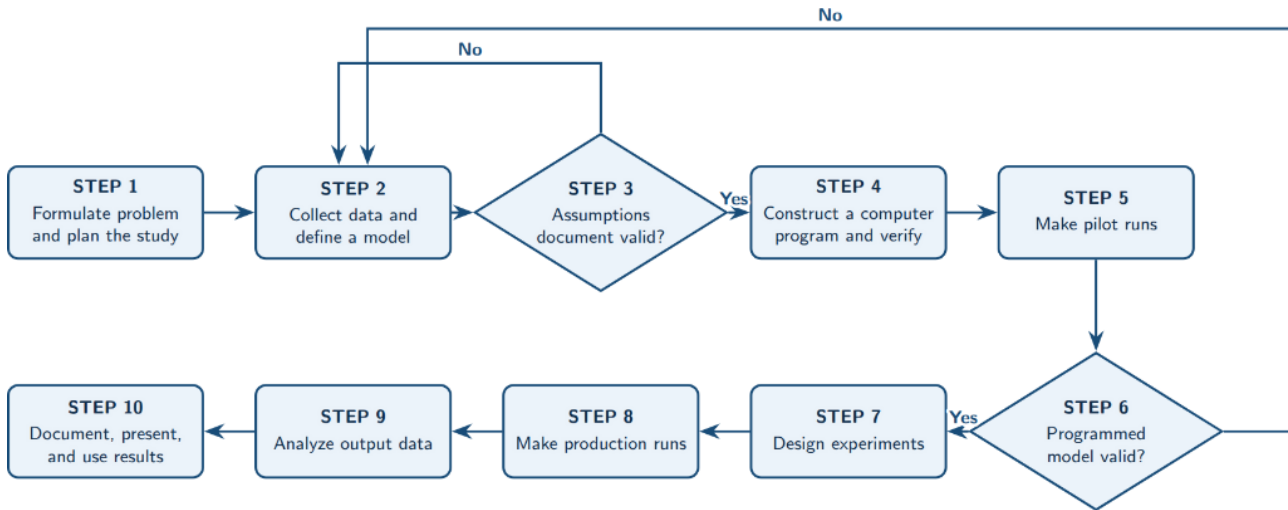 No
No
STEP 1
Formulate problem
and plan the study
STEP 2
Collect data and
define a model
STEP 3
Assumptions
document valid?
Yes
STEP 4
Construct a computer
program and verify
STEP 5
Make pilot runs
STEP 6
Programmed
model valid?
Yes
STEP 7
Design experiments
STEP 8
Make production runs
STEP 9
Analyze output data
STEP 10
Document, present,
and use results